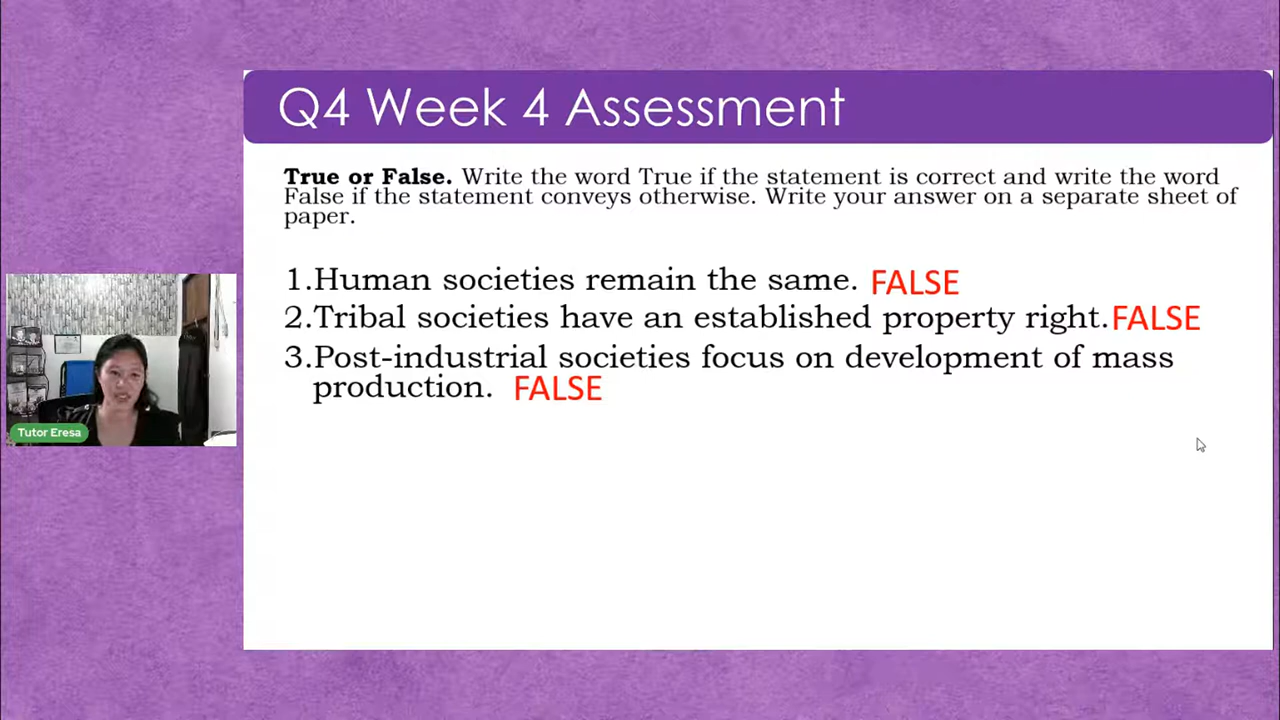 Q4 Week 4 Assessment
True or False. Write the word True if the statement is correct and write the word
False if the statement conveys otherwise. Write your answer on a separate sheet of
paper.
1.Human societies remain the same. FALSE
2.Tribal societies have an established property right.FALSE
3.Post-industrial societies focus on development of mass
production. FALSE
Tutor Eresa